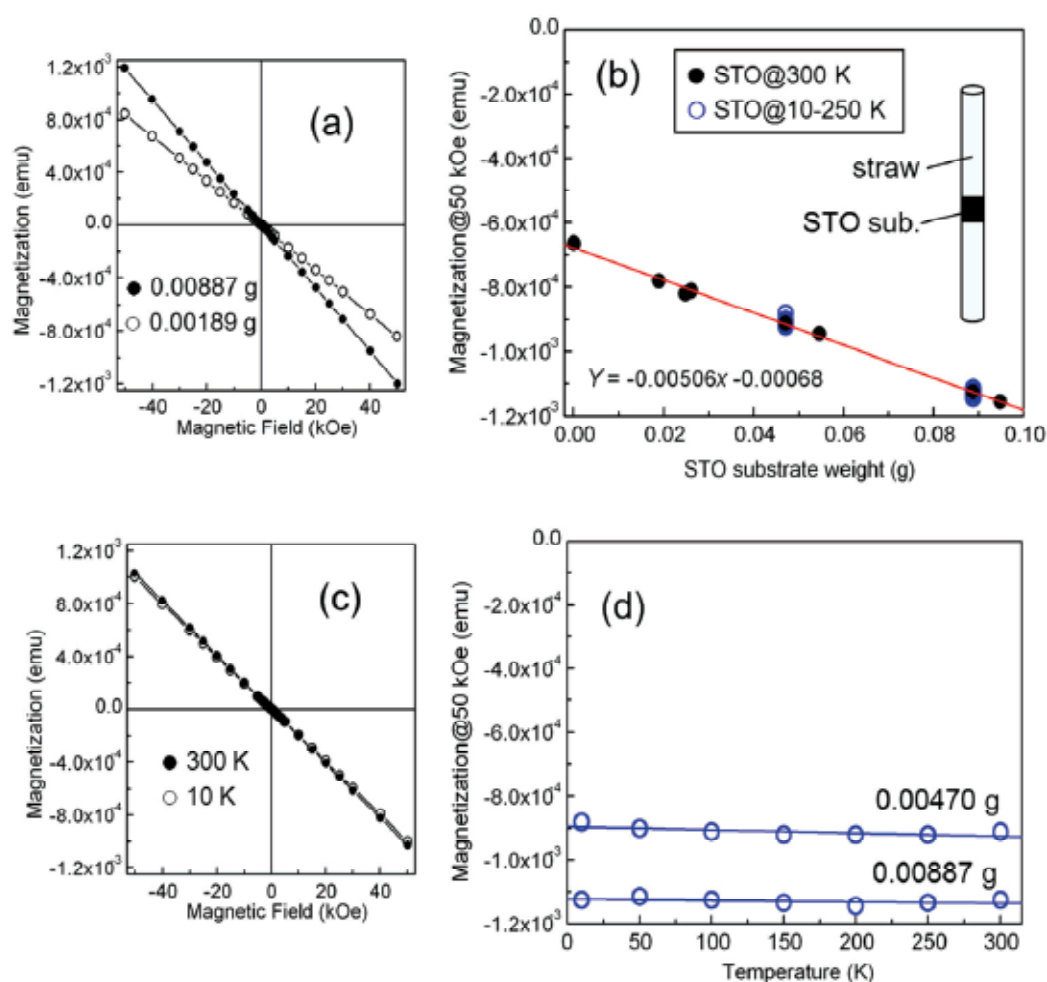 (a)
Magnetization (emu)
1.2x10⁻³
8.0x10⁻⁴
4.0x10⁻⁴
0.0
-4.0x10⁻⁴
-8.0x10⁻⁴
-1.2x10⁻³
0.00887 g
0.00189 g
-40 -20 0 20 40
Magnetic Field (kOe)
(b)
Magnetization@50 kOe (emu)
0.0
-2.0x10⁻⁴
-4.0x10⁻⁴
-6.0x10⁻⁴
-8.0x10⁻⁴
-1.0x10⁻³
-1.2x10⁻³
STO@300 K
STO@10-250 K
straw
STO sub.
Y = -0.00506x -0.00068
0.00 0.02 0.04 0.06 0.08 0.10
STO substrate weight (g)
(c)
Magnetization (emu)
1.2x10⁻³
8.0x10⁻⁴
4.0x10⁻⁴
0.0
-4.0x10⁻⁴
-8.0x10⁻⁴
-1.2x10⁻³
300 K
10 K
-40 -20 0 20 40
Magnetic Field (kOe)
(d)
Magnetization@50 kOe (emu)
0.0
-2.0x10⁻⁴
-4.0x10⁻⁴
-6.0x10⁻⁴
-8.0x10⁻⁴
-1.0x10⁻³
-1.2x10⁻³
0.00470 g
0.00887 g
0 50 100 150 200 250 300
Temperature (K)